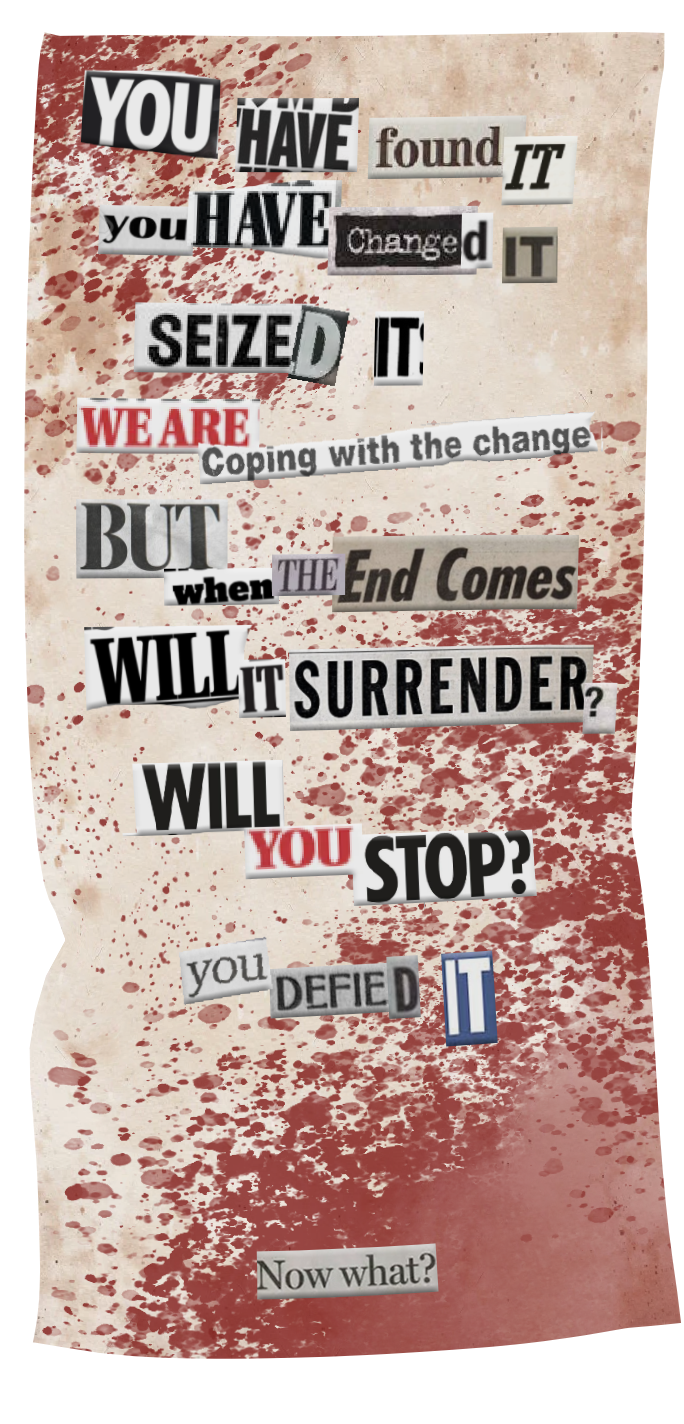 YOU HAVE found IT
you HAVE Changed IT
SEIZED IT
WE ARE Coping with the change
BUT when THE End Comes
WILL IT SURRENDER?
WILL YOU STOP?
you DEFIED IT
Now what?